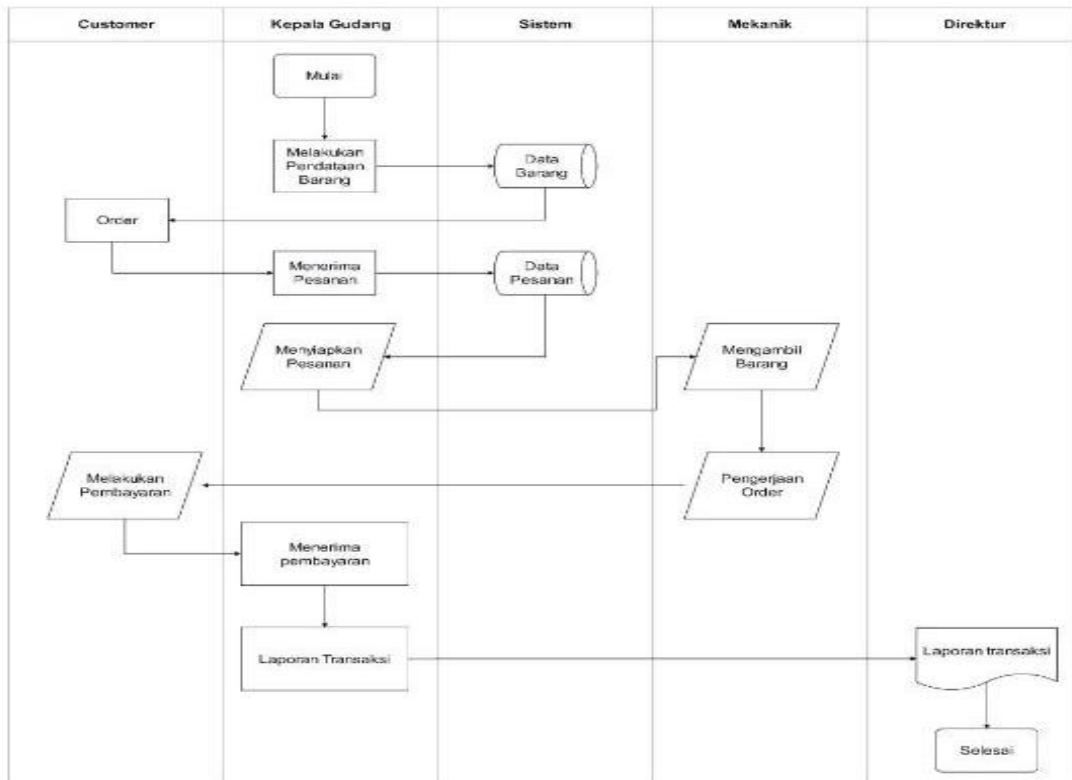 Customer
Kepala Gudang
Sistem
Mekanik
Direktur
Mulai
Melakukan
Pendataan
Barang
Data
Barang
Order
Menerima
Pesanan
Data
Pesanan
Menyiapkan
Pesanan
Mengambil
Barang
Melakukan
Pembayaran
Pengerjaan
Order
Menerima
pembayaran
Laporan Transaksi
Laporan transaksi
Selesai